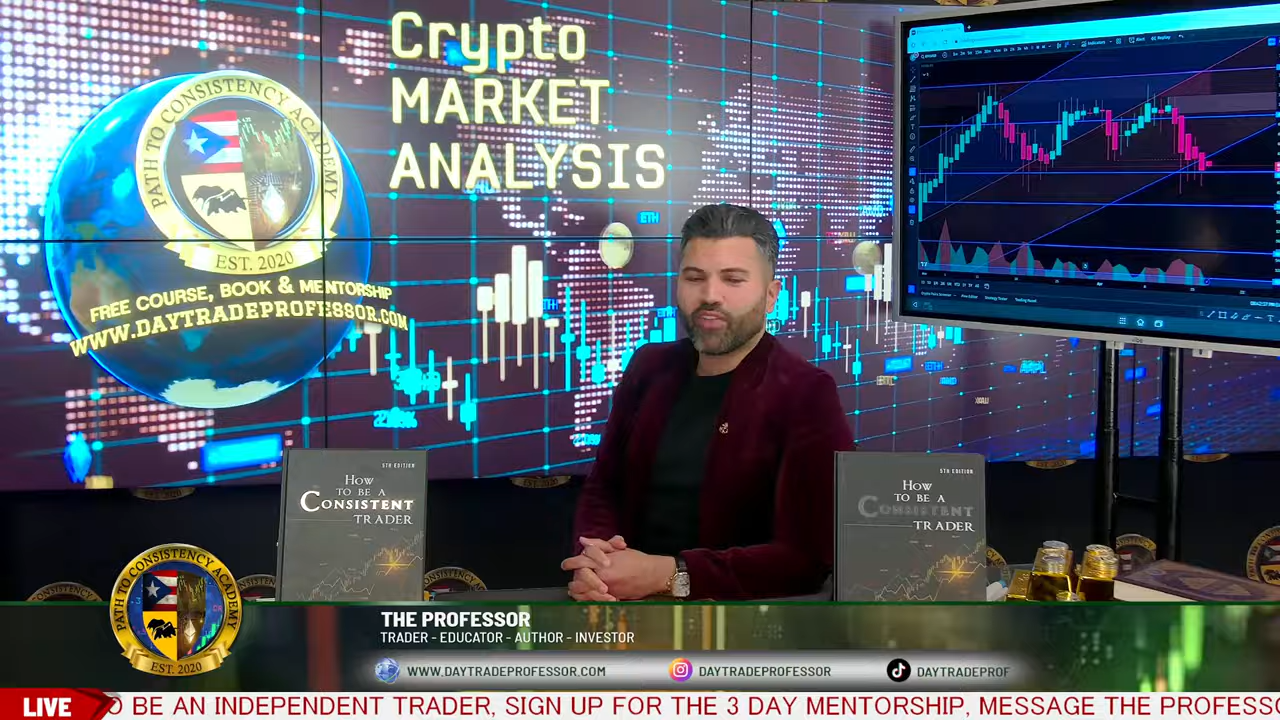 Crypto
MARKET
ANALYSIS
PATH TO CONSISTENCY ACADEMY
EST. 2020
FREE COURSE, BOOK & MENTORSHIP
WWW.DAYTRADEPROFESSOR.COM
ETH
5TH EDITION
HOW
TO BE A
CONSISTENT
TRADER
5TH EDITION
HOW
TO BE A
CONSISTENT
TRADER
PATH TO CONSISTENCY ACADEMY
EST. 2020
THE PROFESSOR
TRADER - EDUCATOR - AUTHOR - INVESTOR
WWW.DAYTRADEPROFESSOR.COM
DAYTRADEPROFESSOR
DAYTRADEPROF
LIVE
O BE AN INDEPENDENT TRADER, SIGN UP FOR THE 3 DAY MENTORSHIP, MESSAGE THE PROFESSO